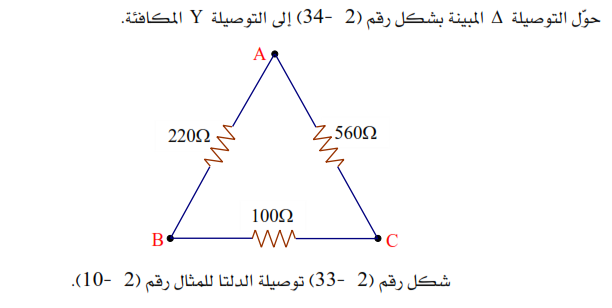 حوّل التوصيلة Δ المبينة بشكل رقم (2 -34) إلى التوصيلة Y المكافئة.
A
220Ω 560Ω
100Ω
B C
شكل رقم (2 -33) توصيلة الدلتا للمثال رقم (2 -10).